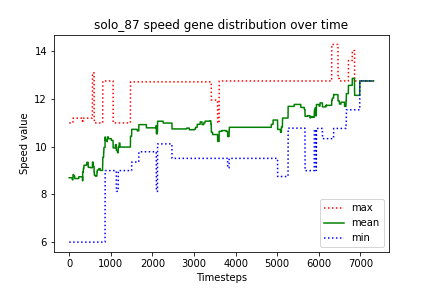 solo_87 speed gene distribution over time
14
12
10
8
6
Speed value
0
1000
2000
3000
4000
5000
6000
7000
Timesteps
max
mean
min